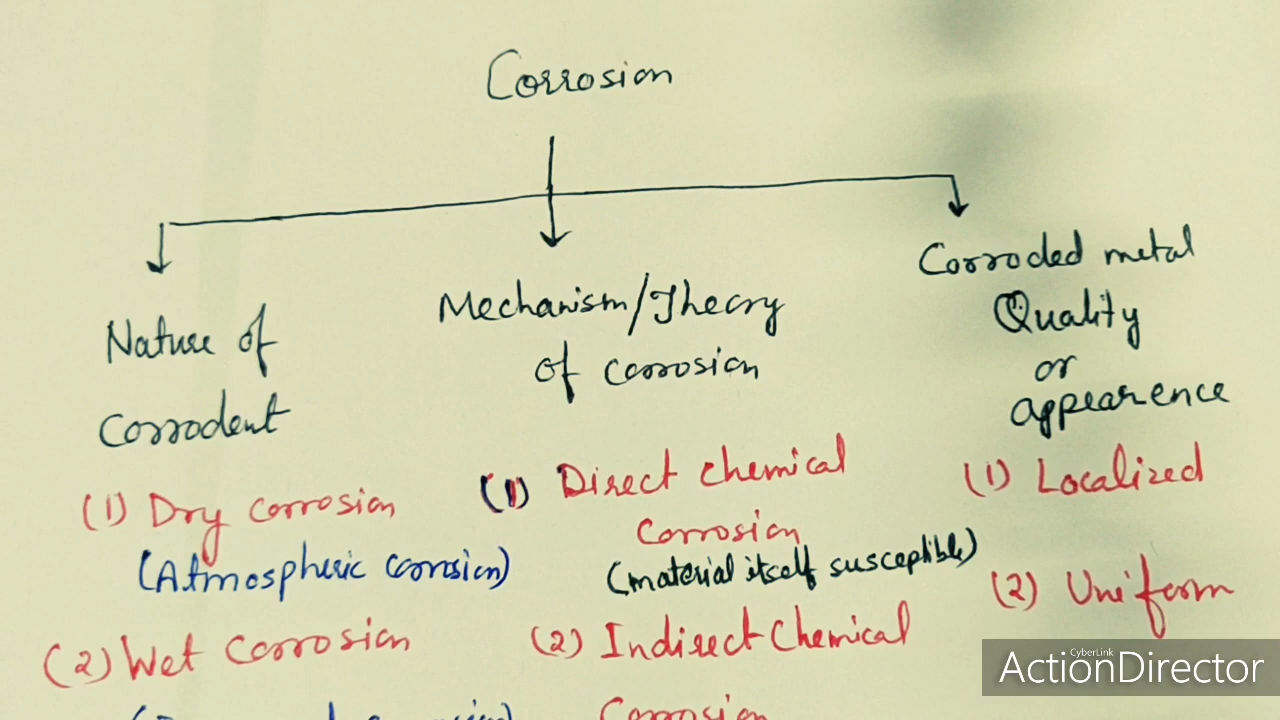 Corrosion
Nature of
Corrodent
(1) Dry corrosion
(Atmospheric corrosion)
(2) Wet corrosion
Mechanism/Theory
of corrosion
(1) Direct chemical
corrosion
(material itself susceptible)
(2) Indirect Chemical
Corrosion
Corroded metal
Quality
or
appearence
(1) Localized
(2) Uniform
CyberLink
ActionDirector